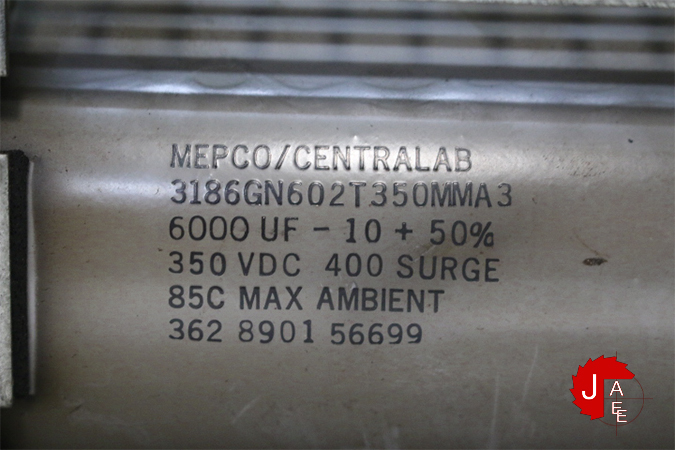 MEPCO/CENTRALAB
3186GN602T350MMA3
6000 UF - 10 + 50%
350 VDC 400 SURGE
85C MAX AMBIENT
362 8901 56699
J
A
E
E